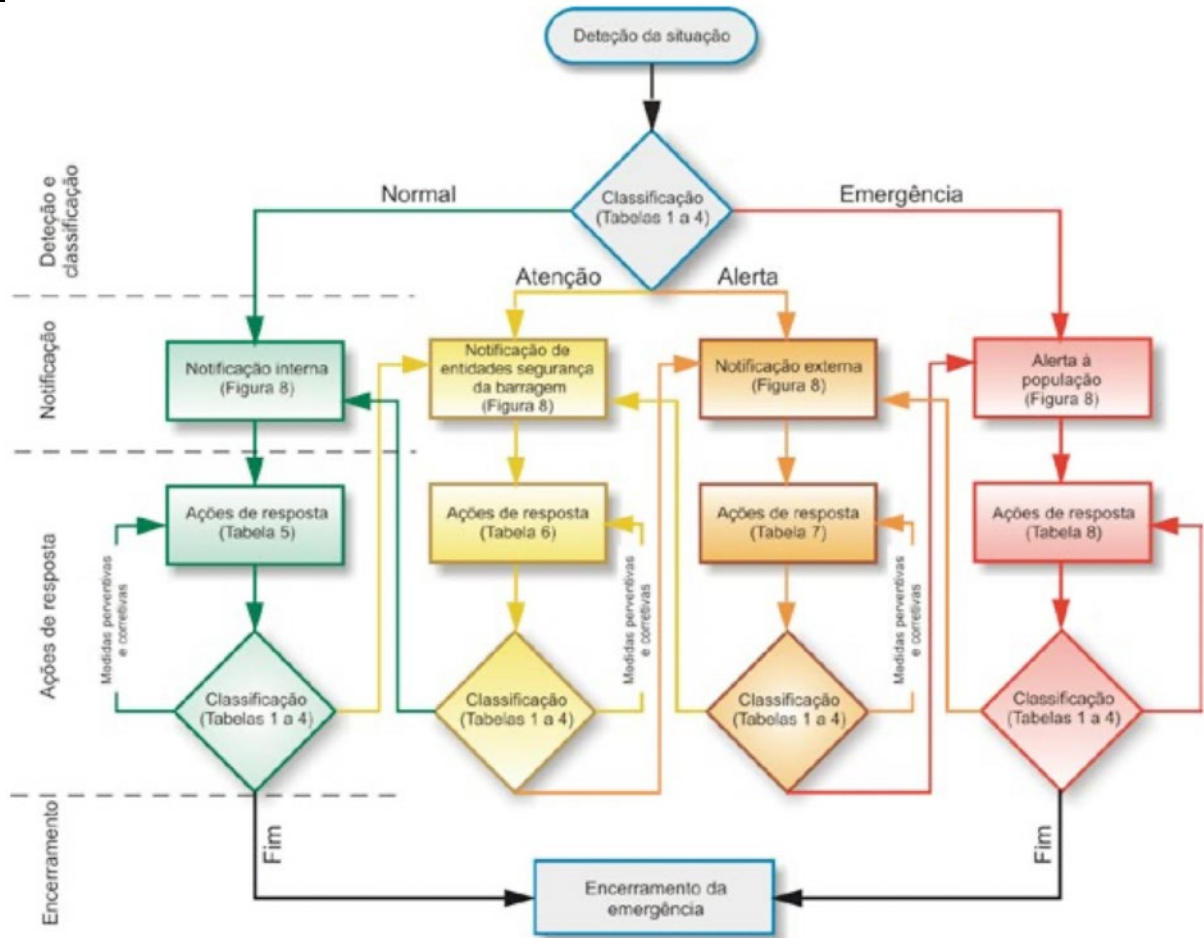 Deteção da situação
Deteção e
classificação
Normal
Classificação
(Tabelas 1 a 4)
Emergência
Atenção
Alerta
Notificação
Notificação interna
(Figura 8)
Notificação de
entidades segurança
da barragem
(Figura 8)
Notificação externa
(Figura 8)
Alerta à
população
(Figura 8)
Ações de resposta
Ações de resposta
(Tabela 5)
Ações de resposta
(Tabela 6)
Ações de resposta
(Tabela 7)
Ações de resposta
(Tabela 8)
Medidas perventivas
e corretivas
Medidas perventivas
e corretivas
Medidas perventivas
e corretivas
Classificação
(Tabelas 1 a 4)
Classificação
(Tabelas 1 a 4)
Classificação
(Tabelas 1 a 4)
Classificação
(Tabelas 1 a 4)
Encerramento
Fim
Fim
Encerramento da
emergência